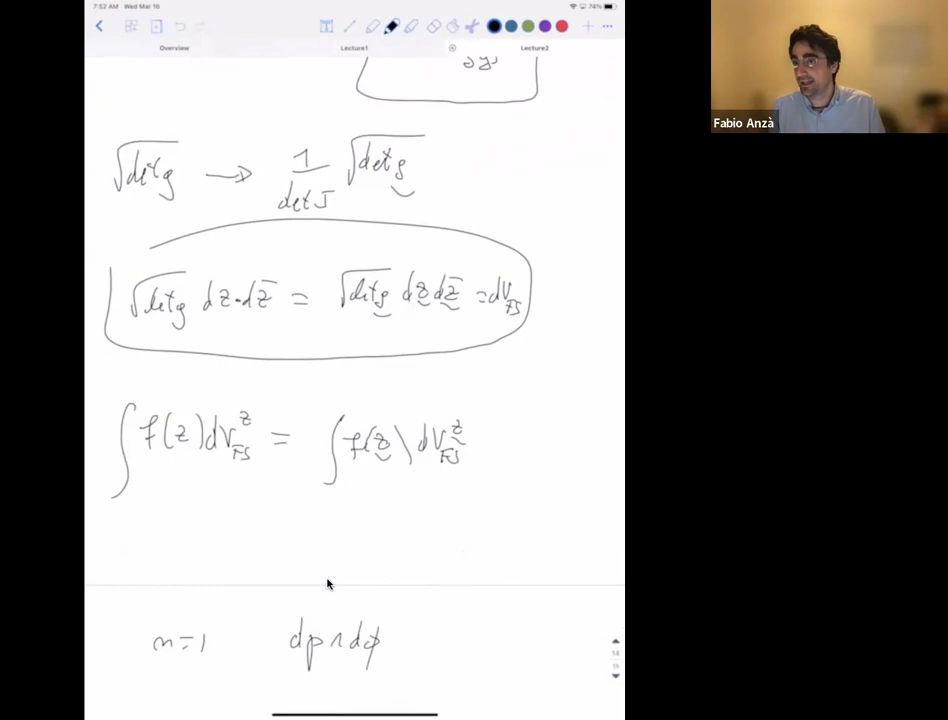 7:52 AM Wed Mar 16
74%
Overview Lecture1 Lecture2
Fabio Anzà
√det g → 1/det J √det g̰
√det g dz·dz̄ = √det g̰ dz̰ dz̰̄ = dV_FS
∫ f(z) dV_FS^z = ∫ f(z̰) dV_FS^z̰
n=1 dp∧dϕ